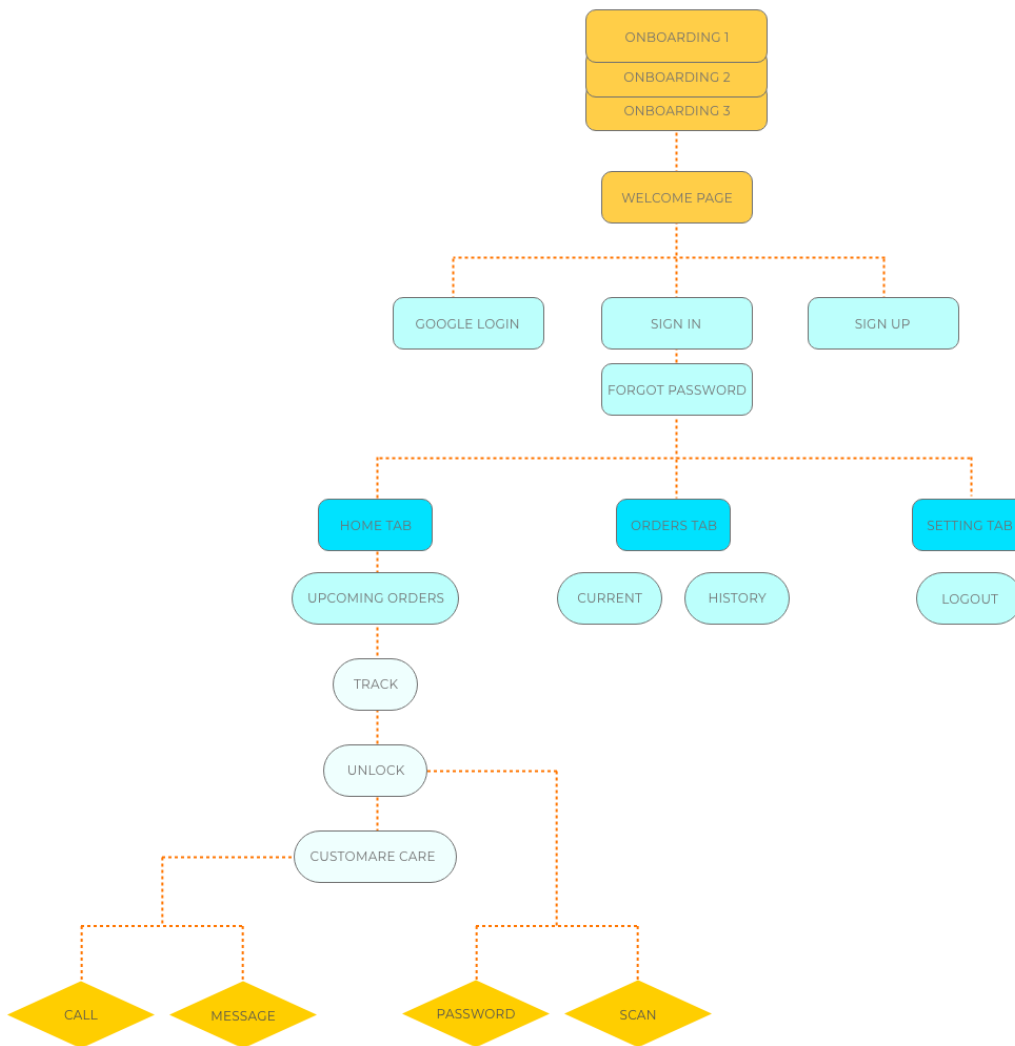 ONBOARDING 1
ONBOARDING 2
ONBOARDING 3
WELCOME PAGE
GOOGLE LOGIN
SIGN IN
SIGN UP
FORGOT PASSWORD
HOME TAB
ORDERS TAB
SETTING TAB
UPCOMING ORDERS
CURRENT
HISTORY
LOGOUT
TRACK
UNLOCK
CUSTOMARE CARE
CALL
MESSAGE
PASSWORD
SCAN